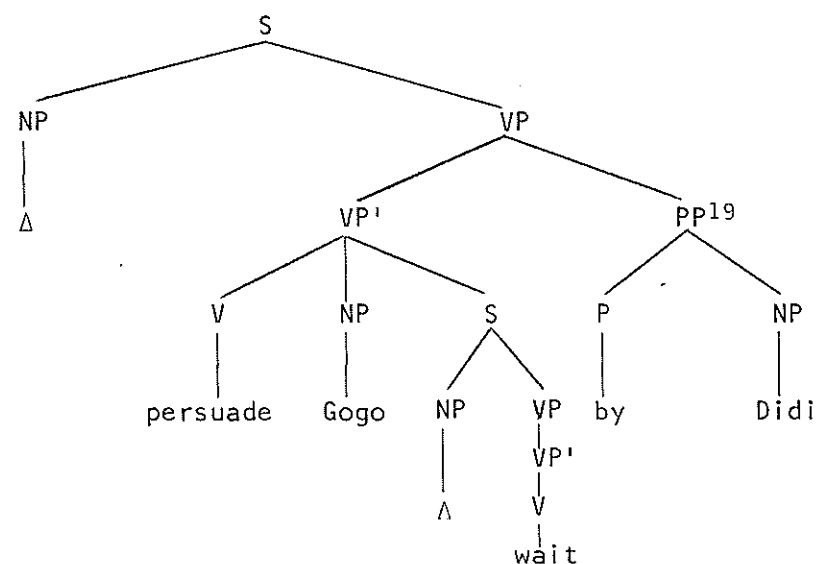 S
NP VP
Δ VP' PP19
V NP S P NP
persuade Gogo NP VP by Didi
VP'
Δ V
wait